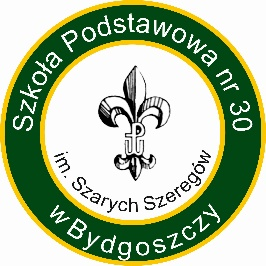 Szkoła Podstawowa nr 30
im. Szarych Szeregów
w Bydgoszczy